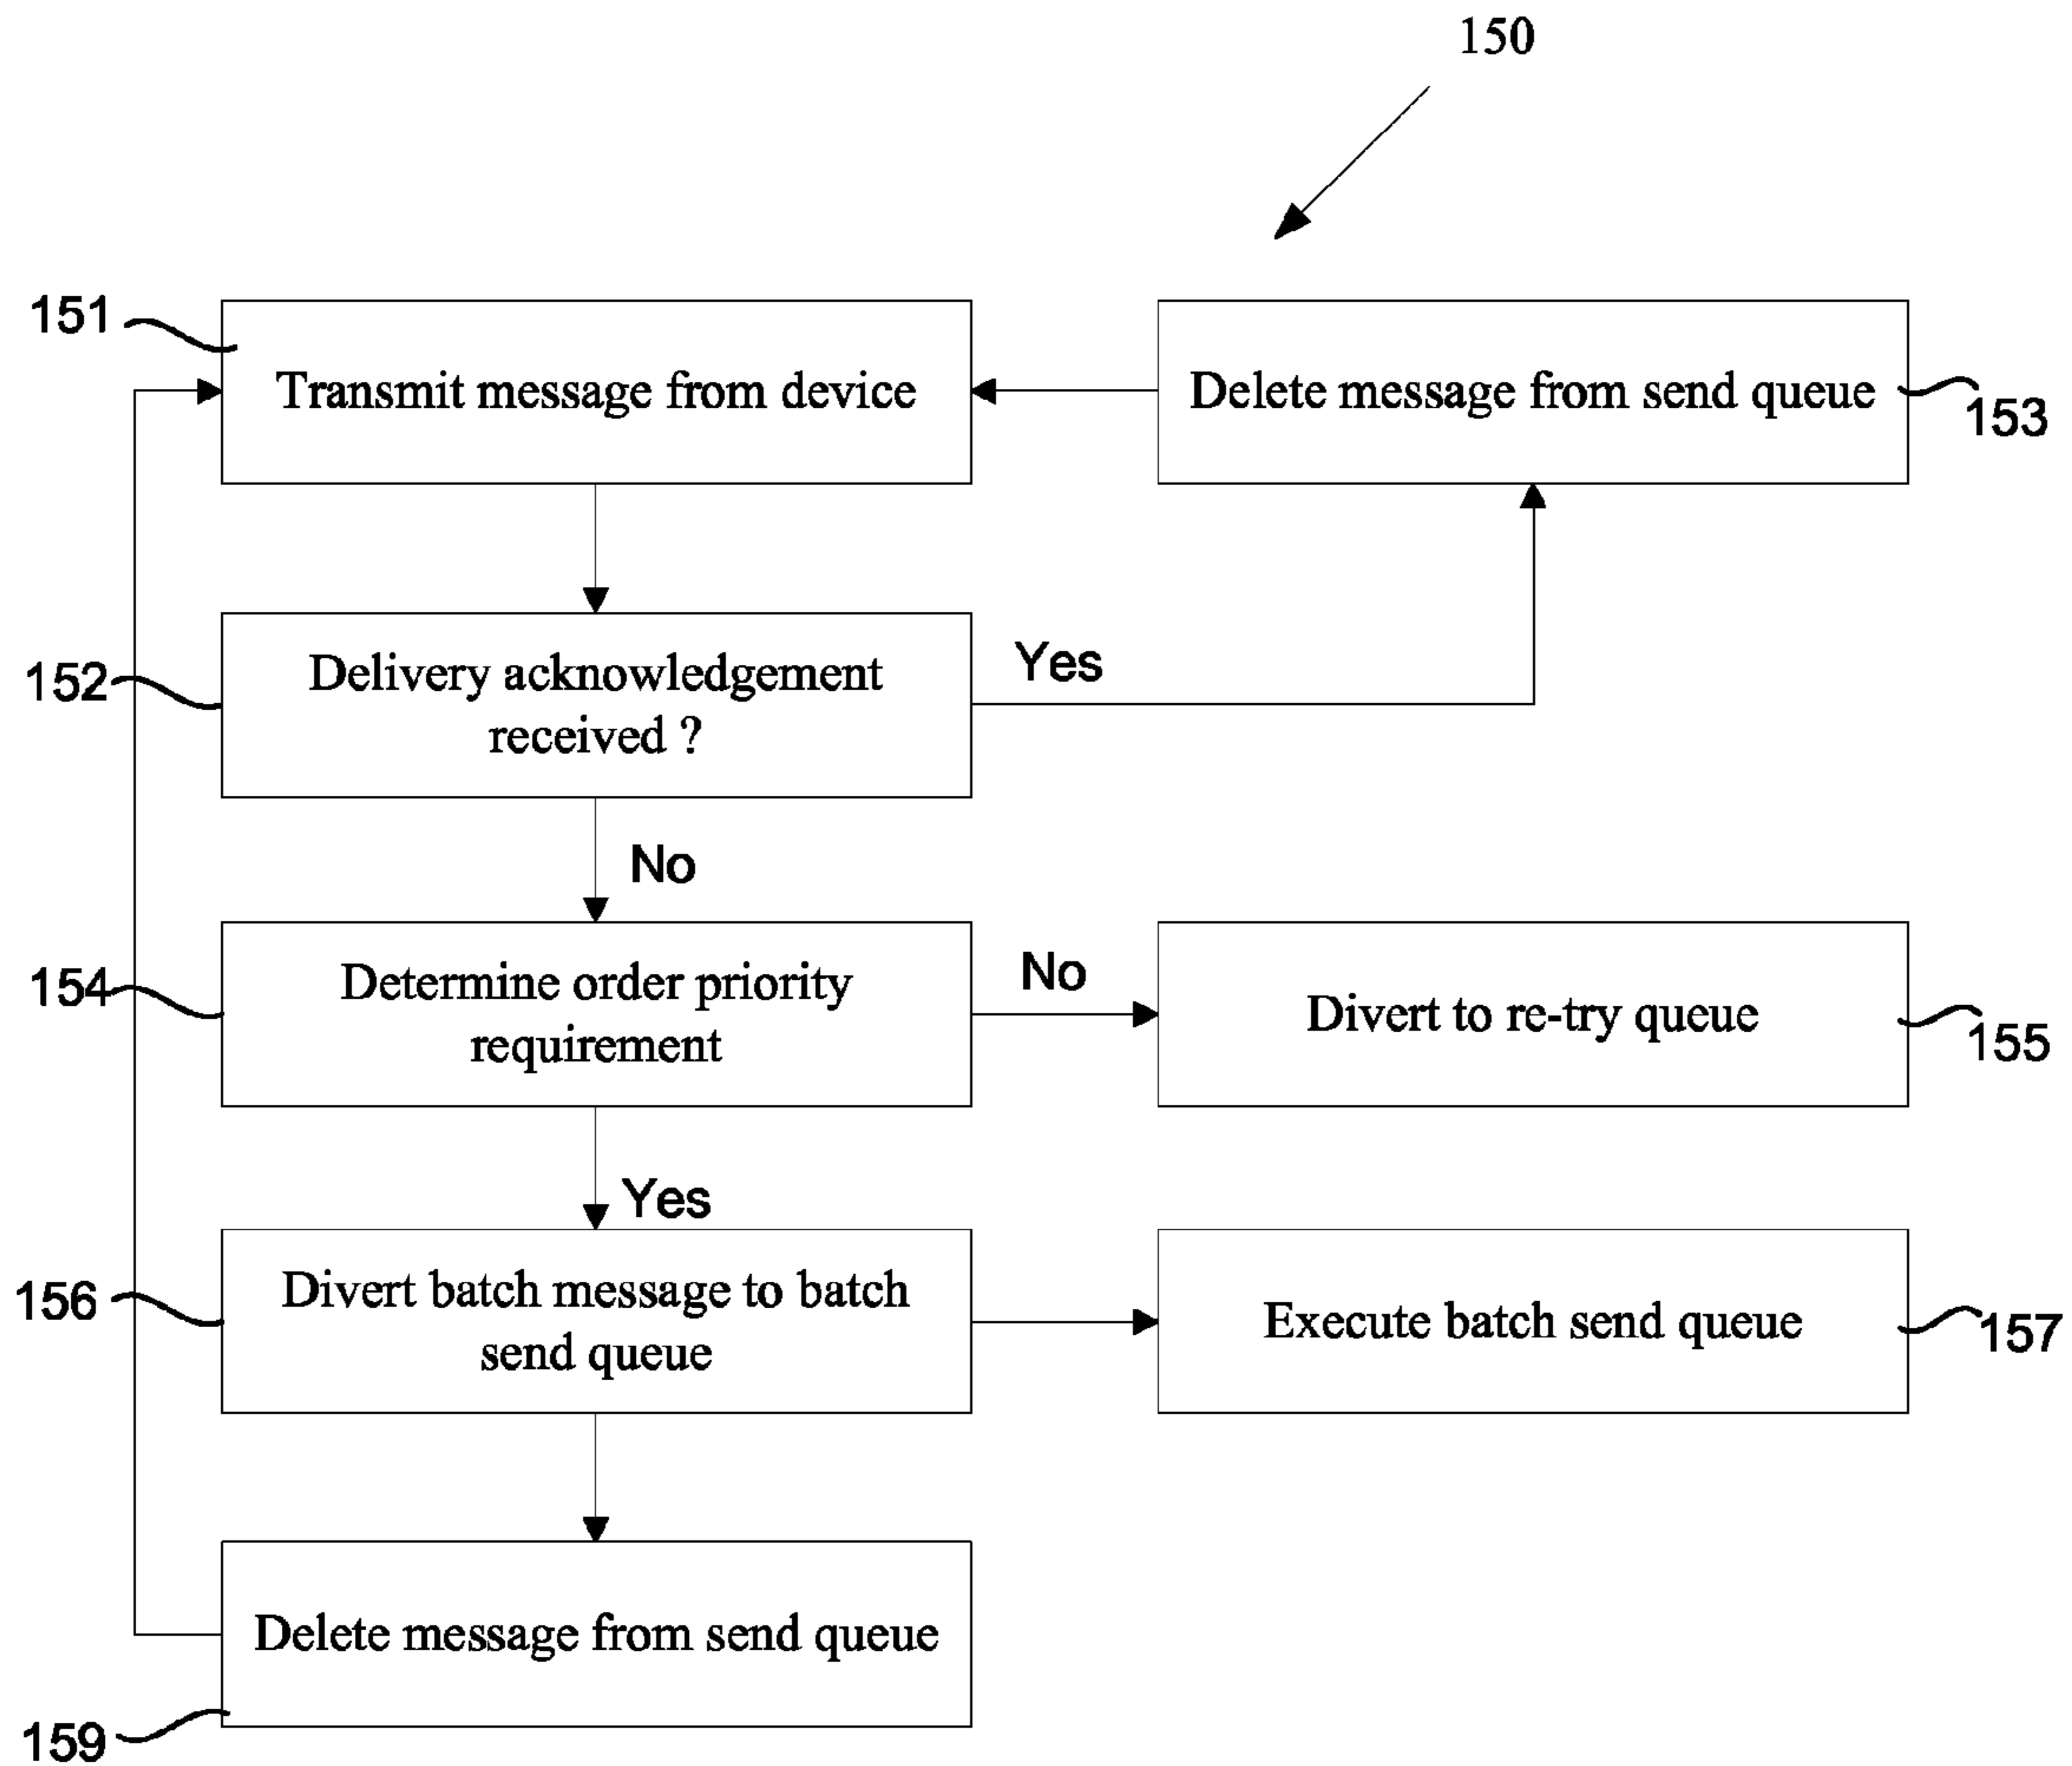 150
151
Transmit message from device
Delete message from send queue
153
152
Delivery acknowledgement
received ?
Yes
No
154
Determine order priority
requirement
No
Divert to re-try queue
155
Yes
156
Divert batch message to batch
send queue
Execute batch send queue
157
Delete message from send queue
159